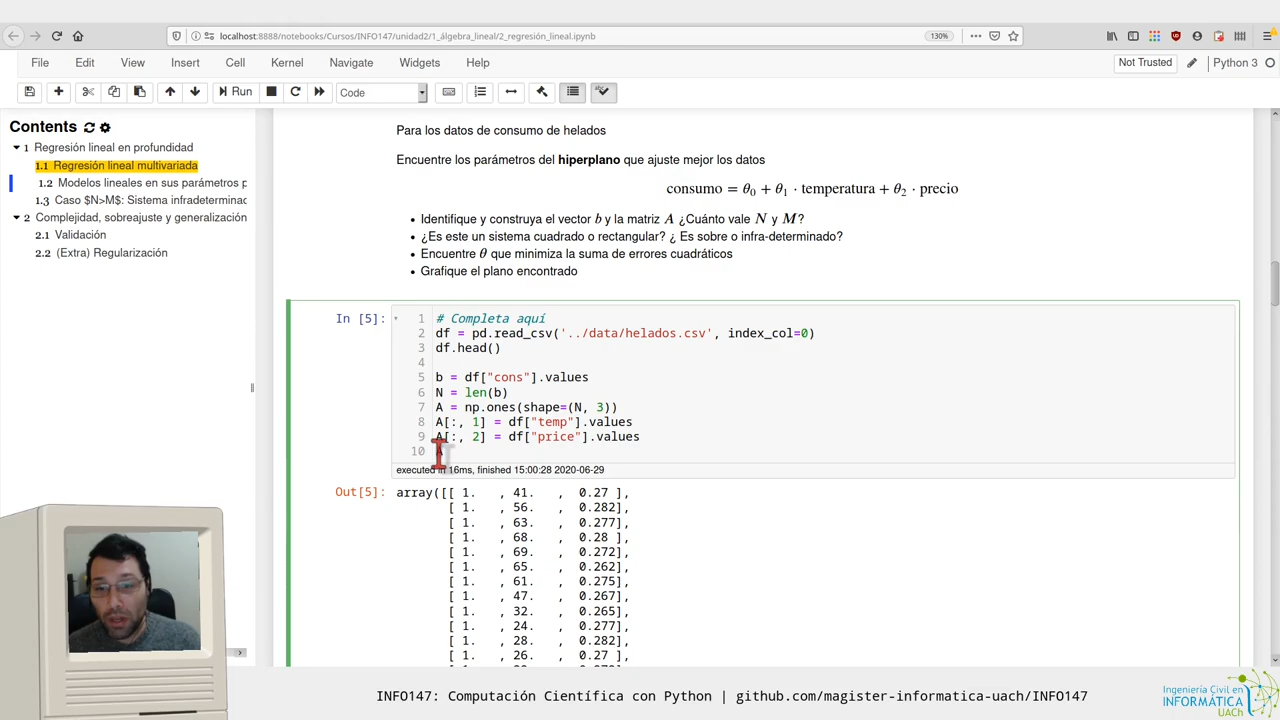 localhost:8888/notebooks/Cursos/INFO147/unidad2/1_álgebra_lineal/2_regresión_lineal.ipynb
130%
File Edit View Insert Cell Kernel Navigate Widgets Help
Not Trusted
Python 3
Run
Code
Contents
1 Regresión lineal en profundidad
1.1 Regresión lineal multivariada
1.2 Modelos lineales en sus parámetros p
1.3 Caso $N>M$: Sistema infradeterminac
2 Complejidad, sobreajuste y generalización
2.1 Validación
2.2 (Extra) Regularización
Para los datos de consumo de helados
Encuentre los parámetros del hiperplano que ajuste mejor los datos
consumo = θ0 + θ1 · temperatura + θ2 · precio
• Identifique y construya el vector b y la matriz A ¿Cuánto vale N y M?
• ¿Es este un sistema cuadrado o rectangular? ¿ Es sobre o infra-determinado?
• Encuentre θ que minimiza la suma de errores cuadráticos
• Grafique el plano encontrado
In [5]:
1 # Completa aquí
2 df = pd.read_csv('../data/helados.csv', index_col=0)
3 df.head()
4
5 b = df["cons"].values
6 N = len(b)
7 A = np.ones(shape=(N, 3))
8 A[:, 1] = df["temp"].values
9 A[:, 2] = df["price"].values
10 A
executed in 16ms, finished 15:00:28 2020-06-29
Out[5]: array([[ 1. , 41. , 0.27 ],
[ 1. , 56. , 0.282],
[ 1. , 63. , 0.277],
[ 1. , 68. , 0.28 ],
[ 1. , 69. , 0.272],
[ 1. , 65. , 0.262],
[ 1. , 61. , 0.275],
[ 1. , 47. , 0.267],
[ 1. , 32. , 0.265],
[ 1. , 24. , 0.277],
[ 1. , 28. , 0.282],
[ 1. , 26. , 0.27 ],
INFO147: Computación Científica con Python | github.com/magister-informatica-uach/INFO147
Ingeniería Civil en
INFORMÁTICA
UACh